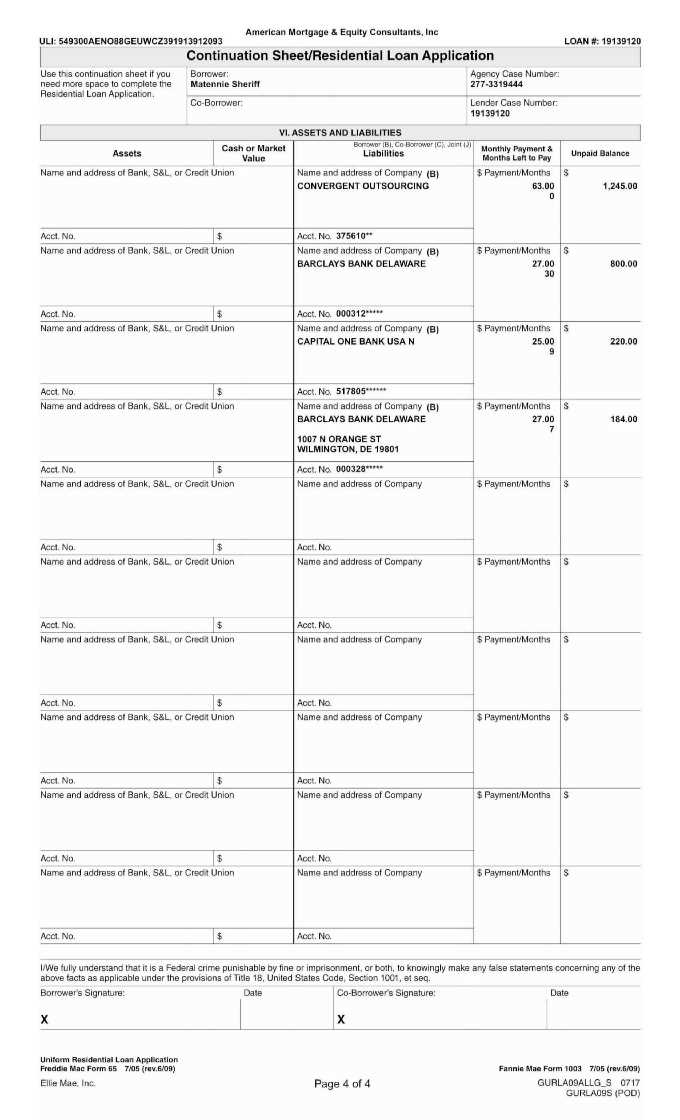 American Mortgage & Equity Consultants, Inc
ULI: 549300AENO88GEUWCZ391913912093 LOAN #: 19139120
Continuation Sheet/Residential Loan Application
Use this continuation sheet if you need more space to complete the Residential Loan Application.
Borrower:
Matennie Sheriff
Agency Case Number:
277-3319444
Co-Borrower:
Lender Case Number:
19139120
VI. ASSETS AND LIABILITIES
Assets
Cash or Market Value
Borrower (B), Co-Borrower (C), Joint (J)
Liabilities
Monthly Payment & Months Left to Pay
Unpaid Balance
Name and address of Bank, S&L, or Credit Union Name and address of Company (B) $ Payment/Months $
CONVERGENT OUTSOURCING 63.00 1,245.00
0
Acct. No. $ Acct. No. 375610**
Name and address of Bank, S&L, or Credit Union Name and address of Company (B) $ Payment/Months $
BARCLAYS BANK DELAWARE 27.00 800.00
30
Acct. No. $ Acct. No. 000312*****
Name and address of Bank, S&L, or Credit Union Name and address of Company (B) $ Payment/Months $
CAPITAL ONE BANK USA N 25.00 220.00
9
Acct. No. $ Acct. No. 517805******
Name and address of Bank, S&L, or Credit Union Name and address of Company (B) $ Payment/Months $
BARCLAYS BANK DELAWARE 27.00 184.00
7
1007 N ORANGE ST
WILMINGTON, DE 19801
Acct. No. $ Acct. No. 000328*****
Name and address of Bank, S&L, or Credit Union Name and address of Company $ Payment/Months $
Acct. No. $ Acct. No.
Name and address of Bank, S&L, or Credit Union Name and address of Company $ Payment/Months $
Acct. No. $ Acct. No.
Name and address of Bank, S&L, or Credit Union Name and address of Company $ Payment/Months $
Acct. No. $ Acct. No.
Name and address of Bank, S&L, or Credit Union Name and address of Company $ Payment/Months $
Acct. No. $ Acct. No.
Name and address of Bank, S&L, or Credit Union Name and address of Company $ Payment/Months $
Acct. No. $ Acct. No.
Name and address of Bank, S&L, or Credit Union Name and address of Company $ Payment/Months $
Acct. No. $ Acct. No.
I/We fully understand that it is a Federal crime punishable by fine or imprisonment, or both, to knowingly make any false statements concerning any of the
above facts as applicable under the provisions of Title 18, United States Code, Section 1001, et seq.
Borrower's Signature: Date Co-Borrower's Signature: Date
X X
Uniform Residential Loan Application
Freddie Mac Form 65 7/05 (rev.6/09) Fannie Mae Form 1003 7/05 (rev.6/09)
Ellie Mae, Inc. Page 4 of 4 GURLA09ALLG_S 0717
GURLA09S (POD)